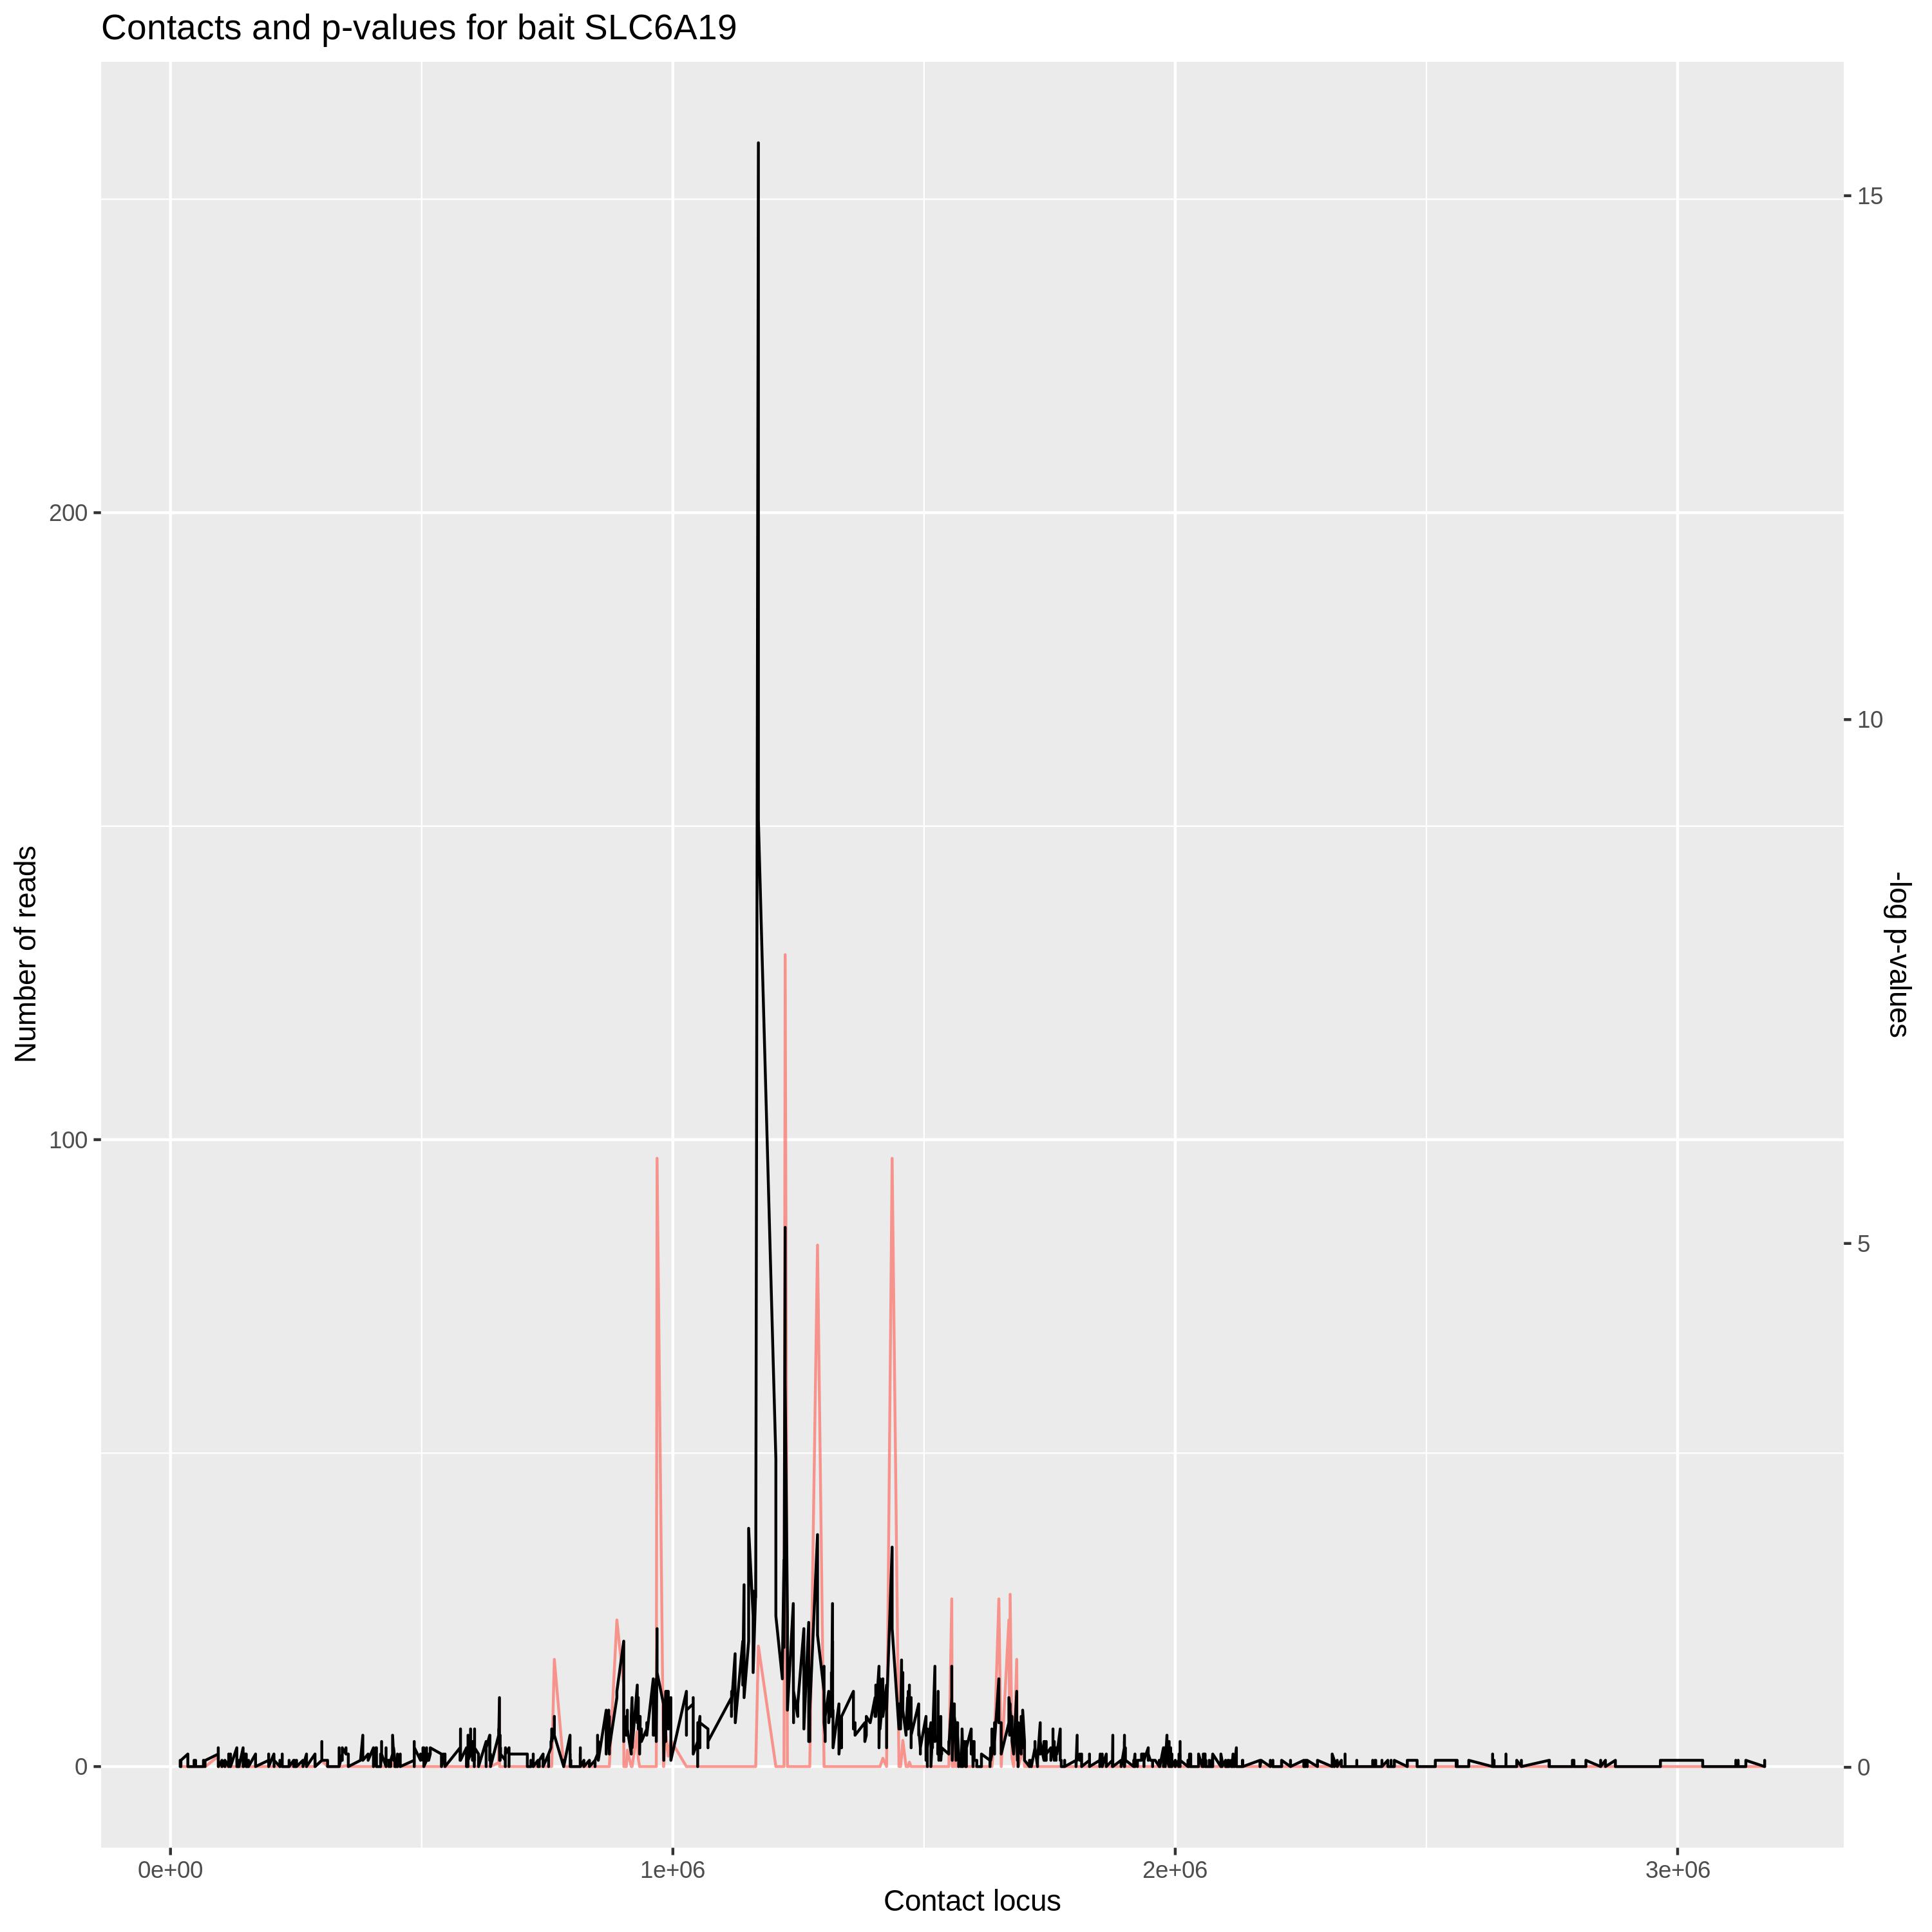 Contacts and p-values for bait SLC6A19
Number of reads
200
100
0
15
10
5
0
-log p-values
0e+00
1e+06
2e+06
3e+06
Contact locus